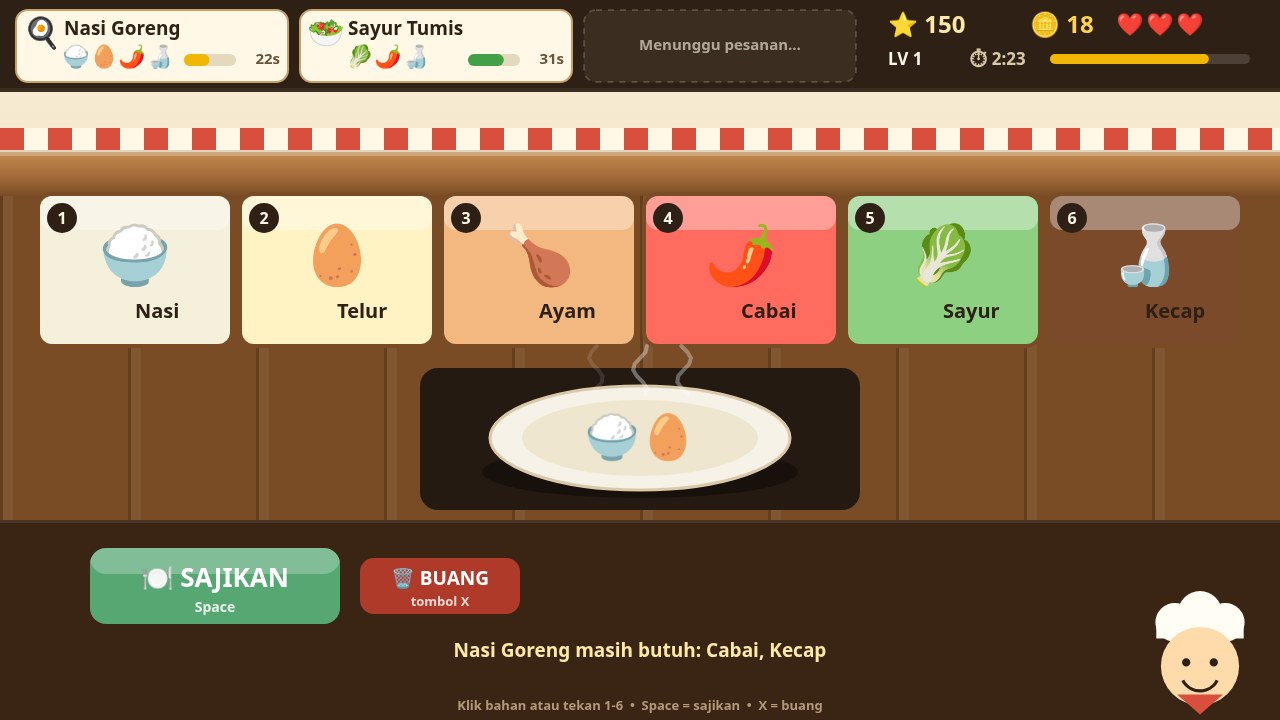 Nasi Goreng
22s
Sayur Tumis
31s
Menunggu pesanan...
150
18
LV 1
2:23
1
2
3
4
5
6
Nasi
Telur
Ayam
Cabai
Sayur
Kecap
SAJIKAN
Space
BUANG
tombol X
Nasi Goreng masih butuh: Cabai, Kecap
Klik bahan atau tekan 1-6 • Space = sajikan • X = buang